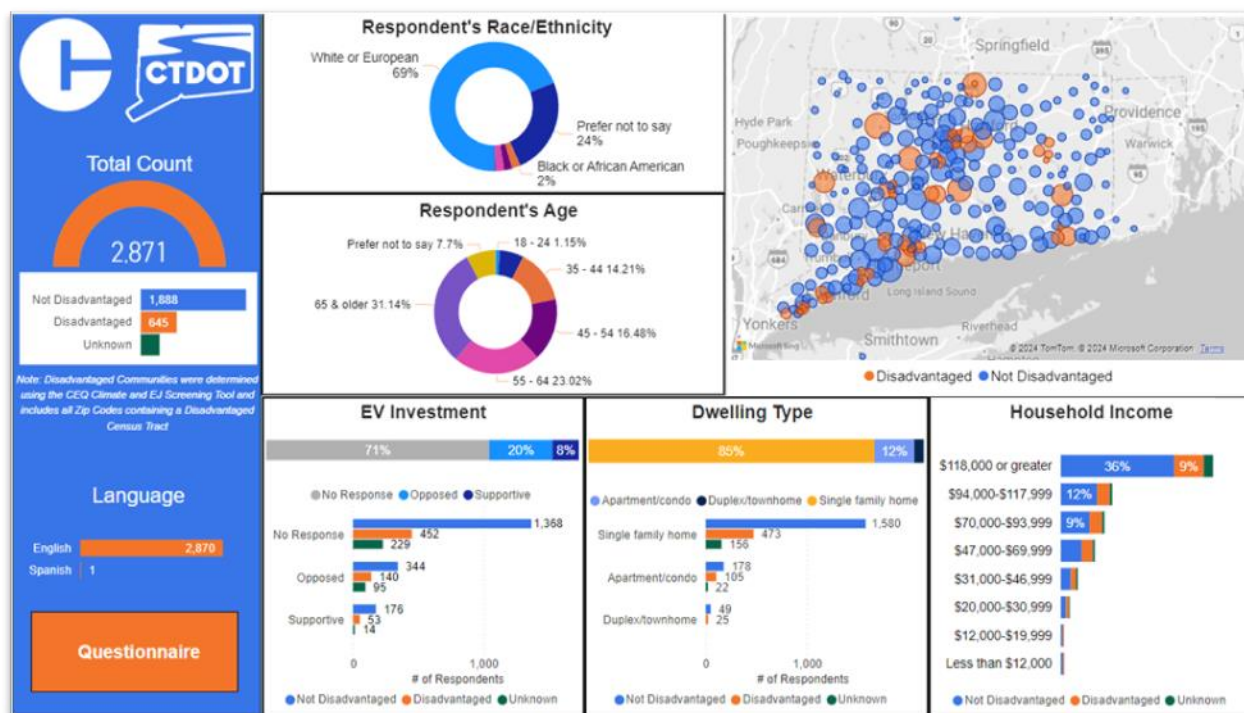 CTDOT
Total Count
2,871
Not Disadvantaged 1,888
Disadvantaged 645
Unknown
Note: Disadvantaged Communities were determined
using the CEQ Climate and EJ Screening Tool and
includes all Zip Codes containing a Disadvantaged
Census Tract
Language
English 2,870
Spanish 1
Questionnaire
Respondent's Race/Ethnicity
White or European
69%
Prefer not to say
24%
Black or African American
2%
Respondent's Age
Prefer not to say 7.7%
18 - 24 1.15%
35 - 44 14.21%
65 & older 31.14%
45 - 54 16.48%
55 - 64 23.02%
90
20
Springfield
395
Hyde Park
Poughkeepsie
Providence
195
Warwick
95
684
Long Island Sound
Yonkers
Smithtown
Riverhead
Microsoft Bing
© 2024 TomTom, © 2024 Microsoft Corporation Terms
Disadvantaged Not Disadvantaged
EV Investment
71% 20% 8%
No Response Opposed Supportive
No Response
1,368
452
229
Opposed
344
140
95
Supportive
176
53
14
0 1,000
# of Respondents
Not Disadvantaged Disadvantaged Unknown
Dwelling Type
85% 12%
Apartment/condo Duplex/townhome Single family home
Single family home
1,580
473
156
Apartment/condo
178
105
22
Duplex/townhome
49
25
0 1,000
# of Respondents
Not Disadvantaged Disadvantaged Unknown
Household Income
$118,000 or greater 36% 9%
$94,000-$117,999 12%
$70,000-$93,999 9%
$47,000-$69,999
$31,000-$46,999
$20,000-$30,999
$12,000-$19,999
Less than $12,000
Not Disadvantaged Disadvantaged Unknown